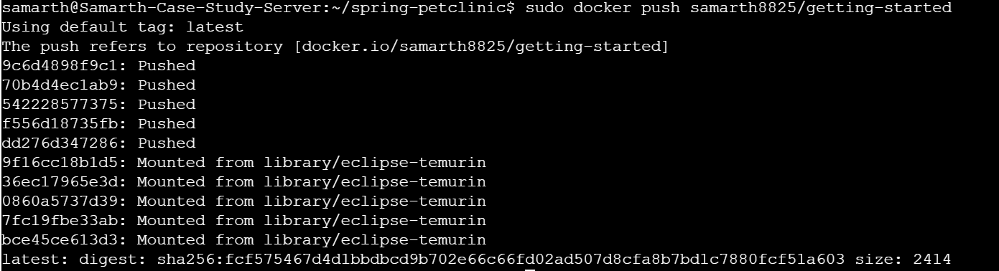 samarth@Samarth-Case-Study-Server:~/spring-petclinic$ sudo docker push samarth8825/getting-started
Using default tag: latest
The push refers to repository [docker.io/samarth8825/getting-started]
9c6d4898f9c1: Pushed
70b4d4ec1ab9: Pushed
542228577375: Pushed
f556d18735fb: Pushed
dd276d347286: Pushed
9f16cc18b1d5: Mounted from library/eclipse-temurin
36ec17965e3d: Mounted from library/eclipse-temurin
0860a5737d39: Mounted from library/eclipse-temurin
7fc19fbe33ab: Mounted from library/eclipse-temurin
bce45ce613d3: Mounted from library/eclipse-temurin
latest: digest: sha256:fcf575467d4d1bbdbcd9b702e66c66fd02ad507d8cfa8b7bd1c7880fcf51a603 size: 2414